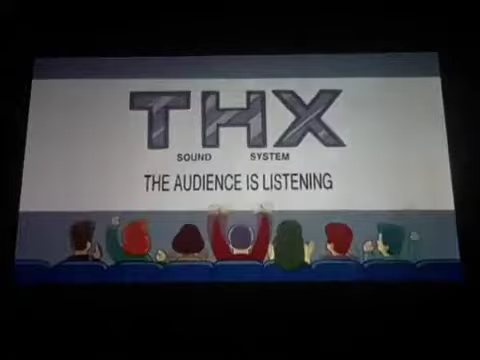 THX
SOUND SYSTEM
THE AUDIENCE IS LISTENING